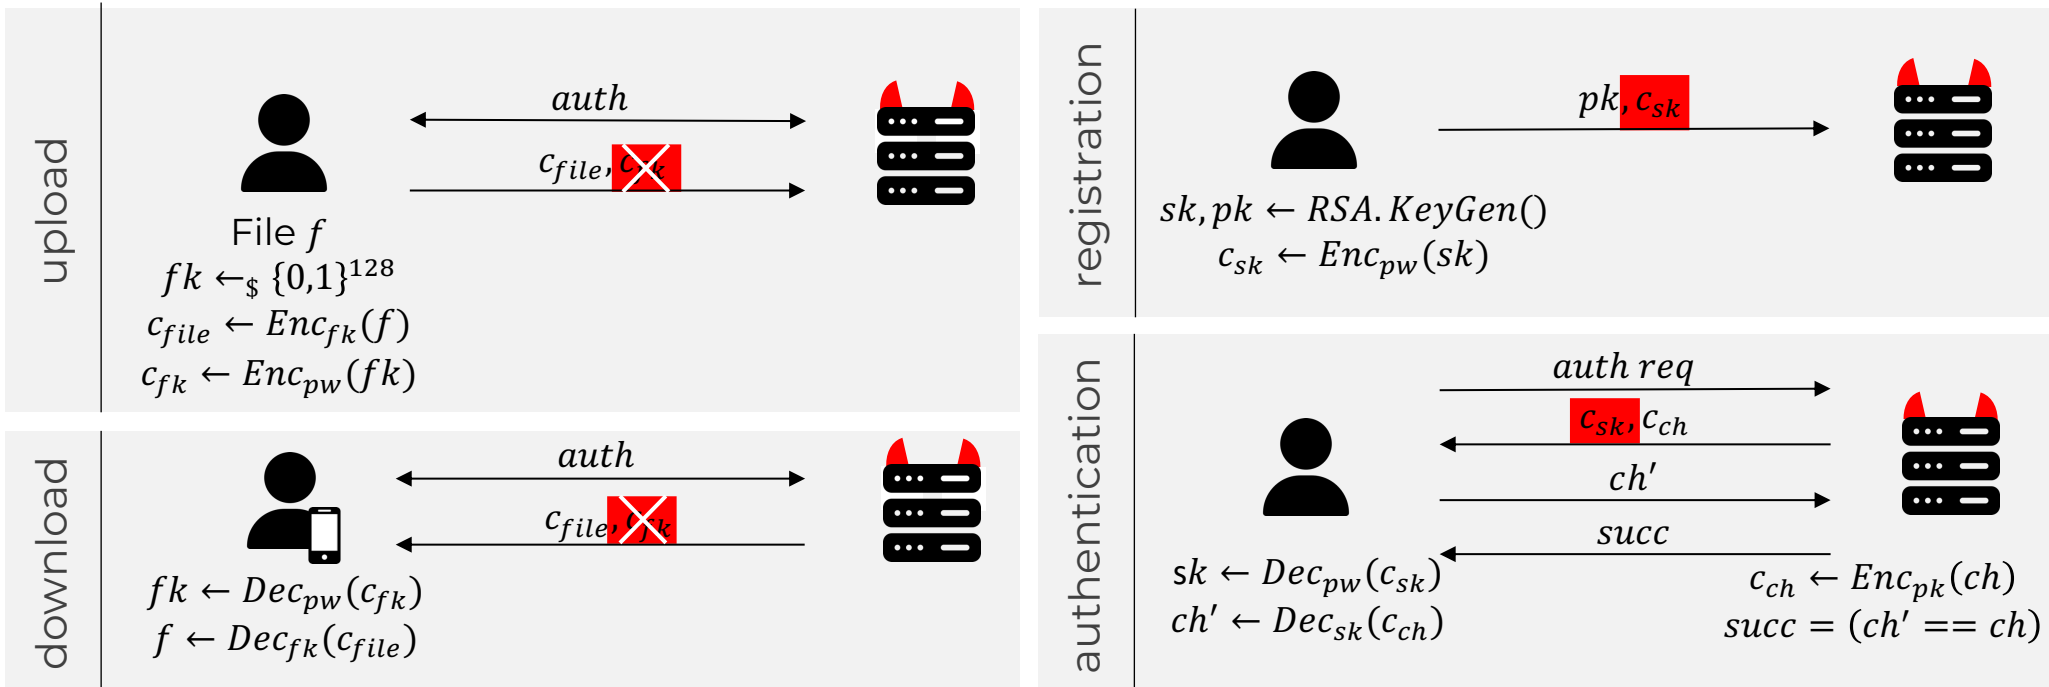 upload
auth
c_file, c_fk
File f
fk ←_$ {0,1}^128
c_file ← Enc_fk(f)
c_fk ← Enc_pw(fk)
download
auth
c_file, c_fk
fk ← Dec_pw(c_fk)
f ← Dec_fk(c_file)
registration
pk, c_sk
sk, pk ← RSA.KeyGen()
c_sk ← Enc_pw(sk)
authentication
auth req
c_sk, c_ch
ch′
succ
sk ← Dec_pw(c_sk)
ch′ ← Dec_sk(c_ch)
c_ch ← Enc_pk(ch)
succ = (ch′ == ch)